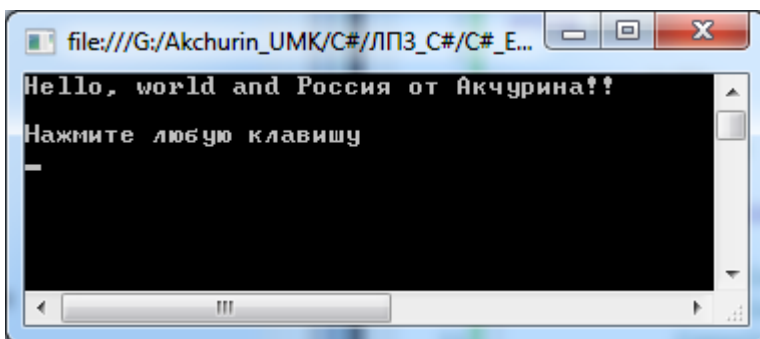 file:///G:/Akchurin_UMK/C#/ЛП3_C#/C#_E...
Hello, world and Россия от Акчурина!!
Нажмите любую клавишу